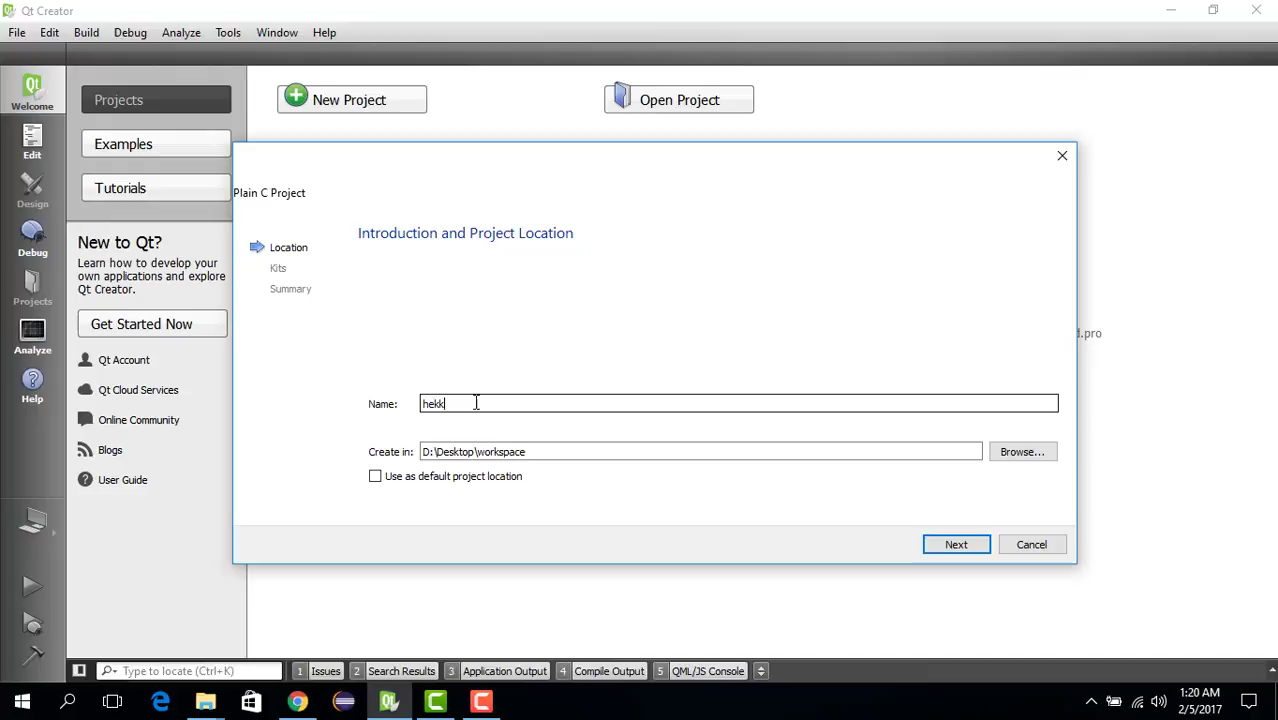 Qt Creator
File Edit Build Debug Analyze Tools Window Help
Qt
Welcome
Edit
Design
Debug
Projects
Analyze
Help
Projects
Examples
Tutorials
New to Qt?
Learn how to develop your
own applications and explore
Qt Creator.
Get Started Now
Qt Account
Qt Cloud Services
Online Community
Blogs
User Guide
New Project
Open Project
Plain C Project
Location
Kits
Summary
Introduction and Project Location
Name: hekk
Create in: D:\Desktop\workspace Browse...
Use as default project location
Next Cancel
d.pro
Type to locate (Ctrl+K) 1 Issues 2 Search Results 3 Application Output 4 Compile Output 5 QML/JS Console
1:20 AM
2/5/2017